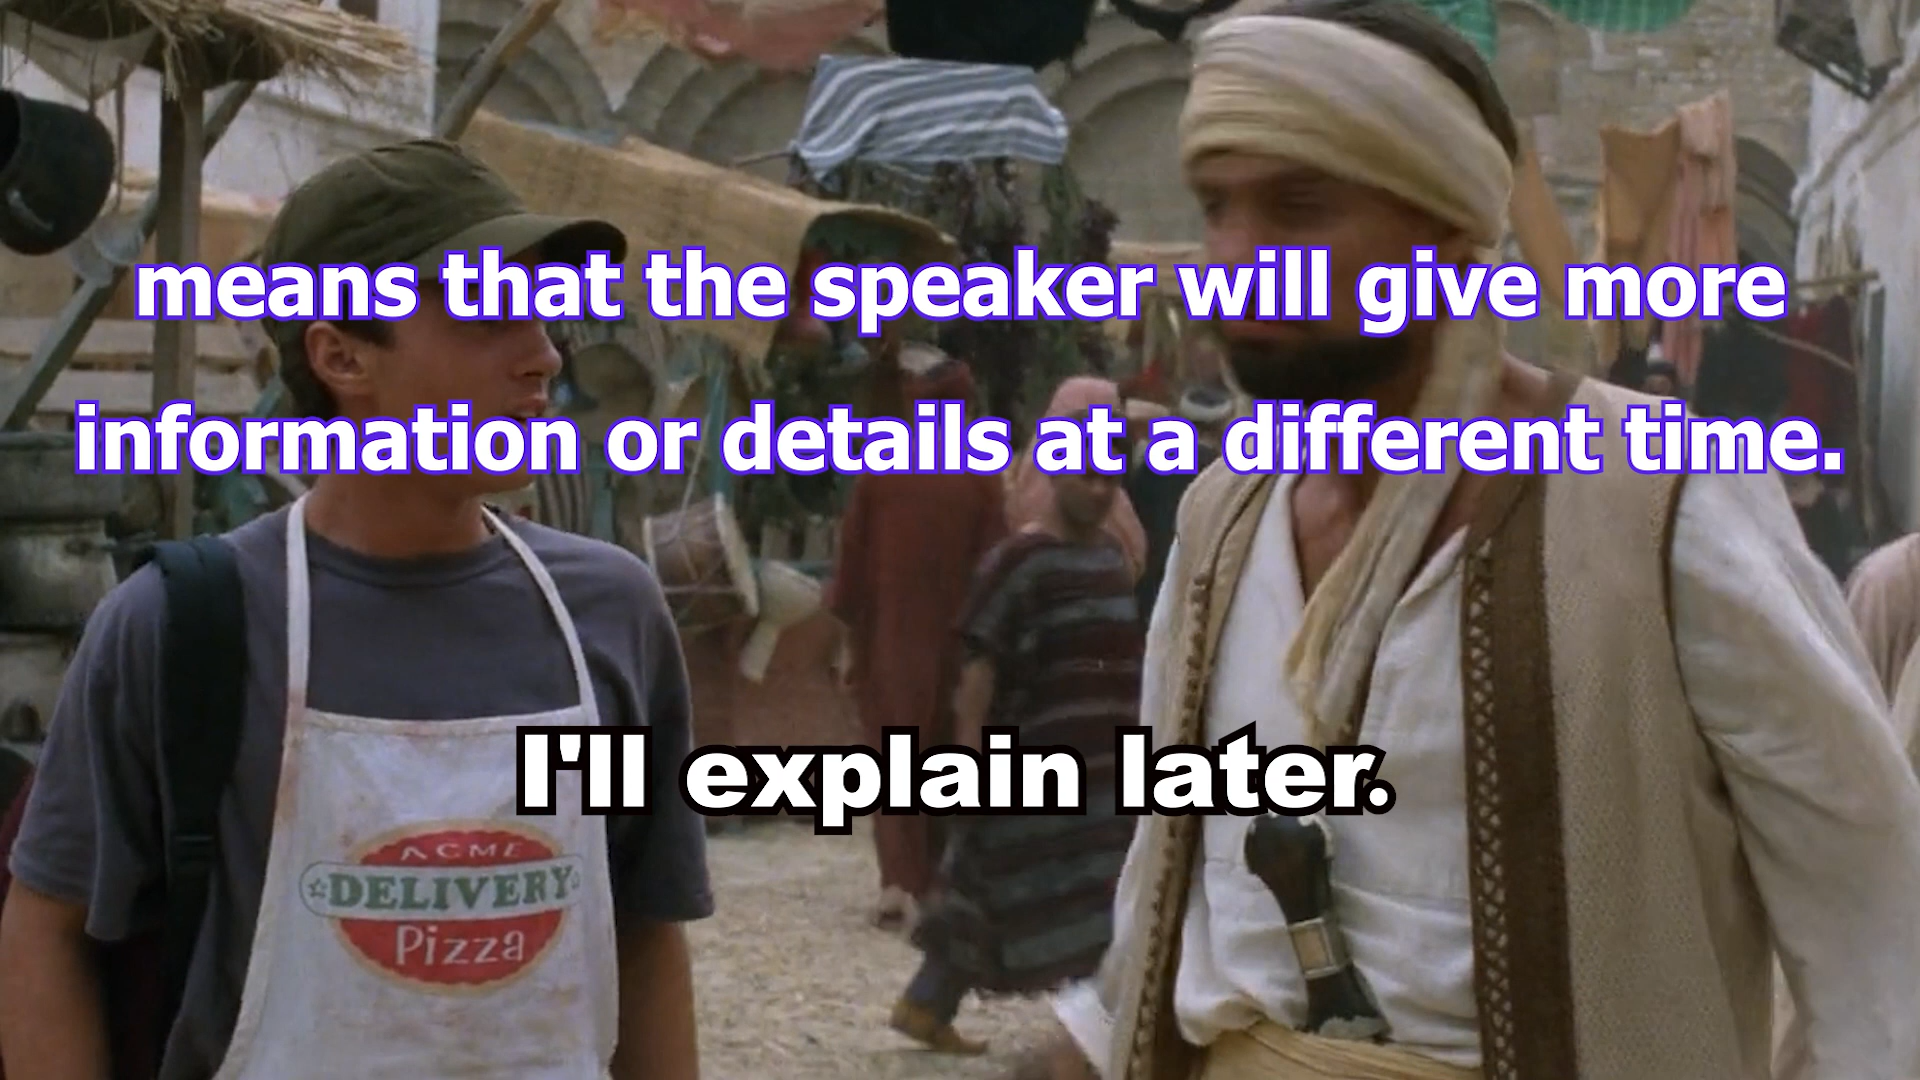 means that the speaker will give more
information or details at a different time.
I'll explain later.
ACME
DELIVERY
Pizza